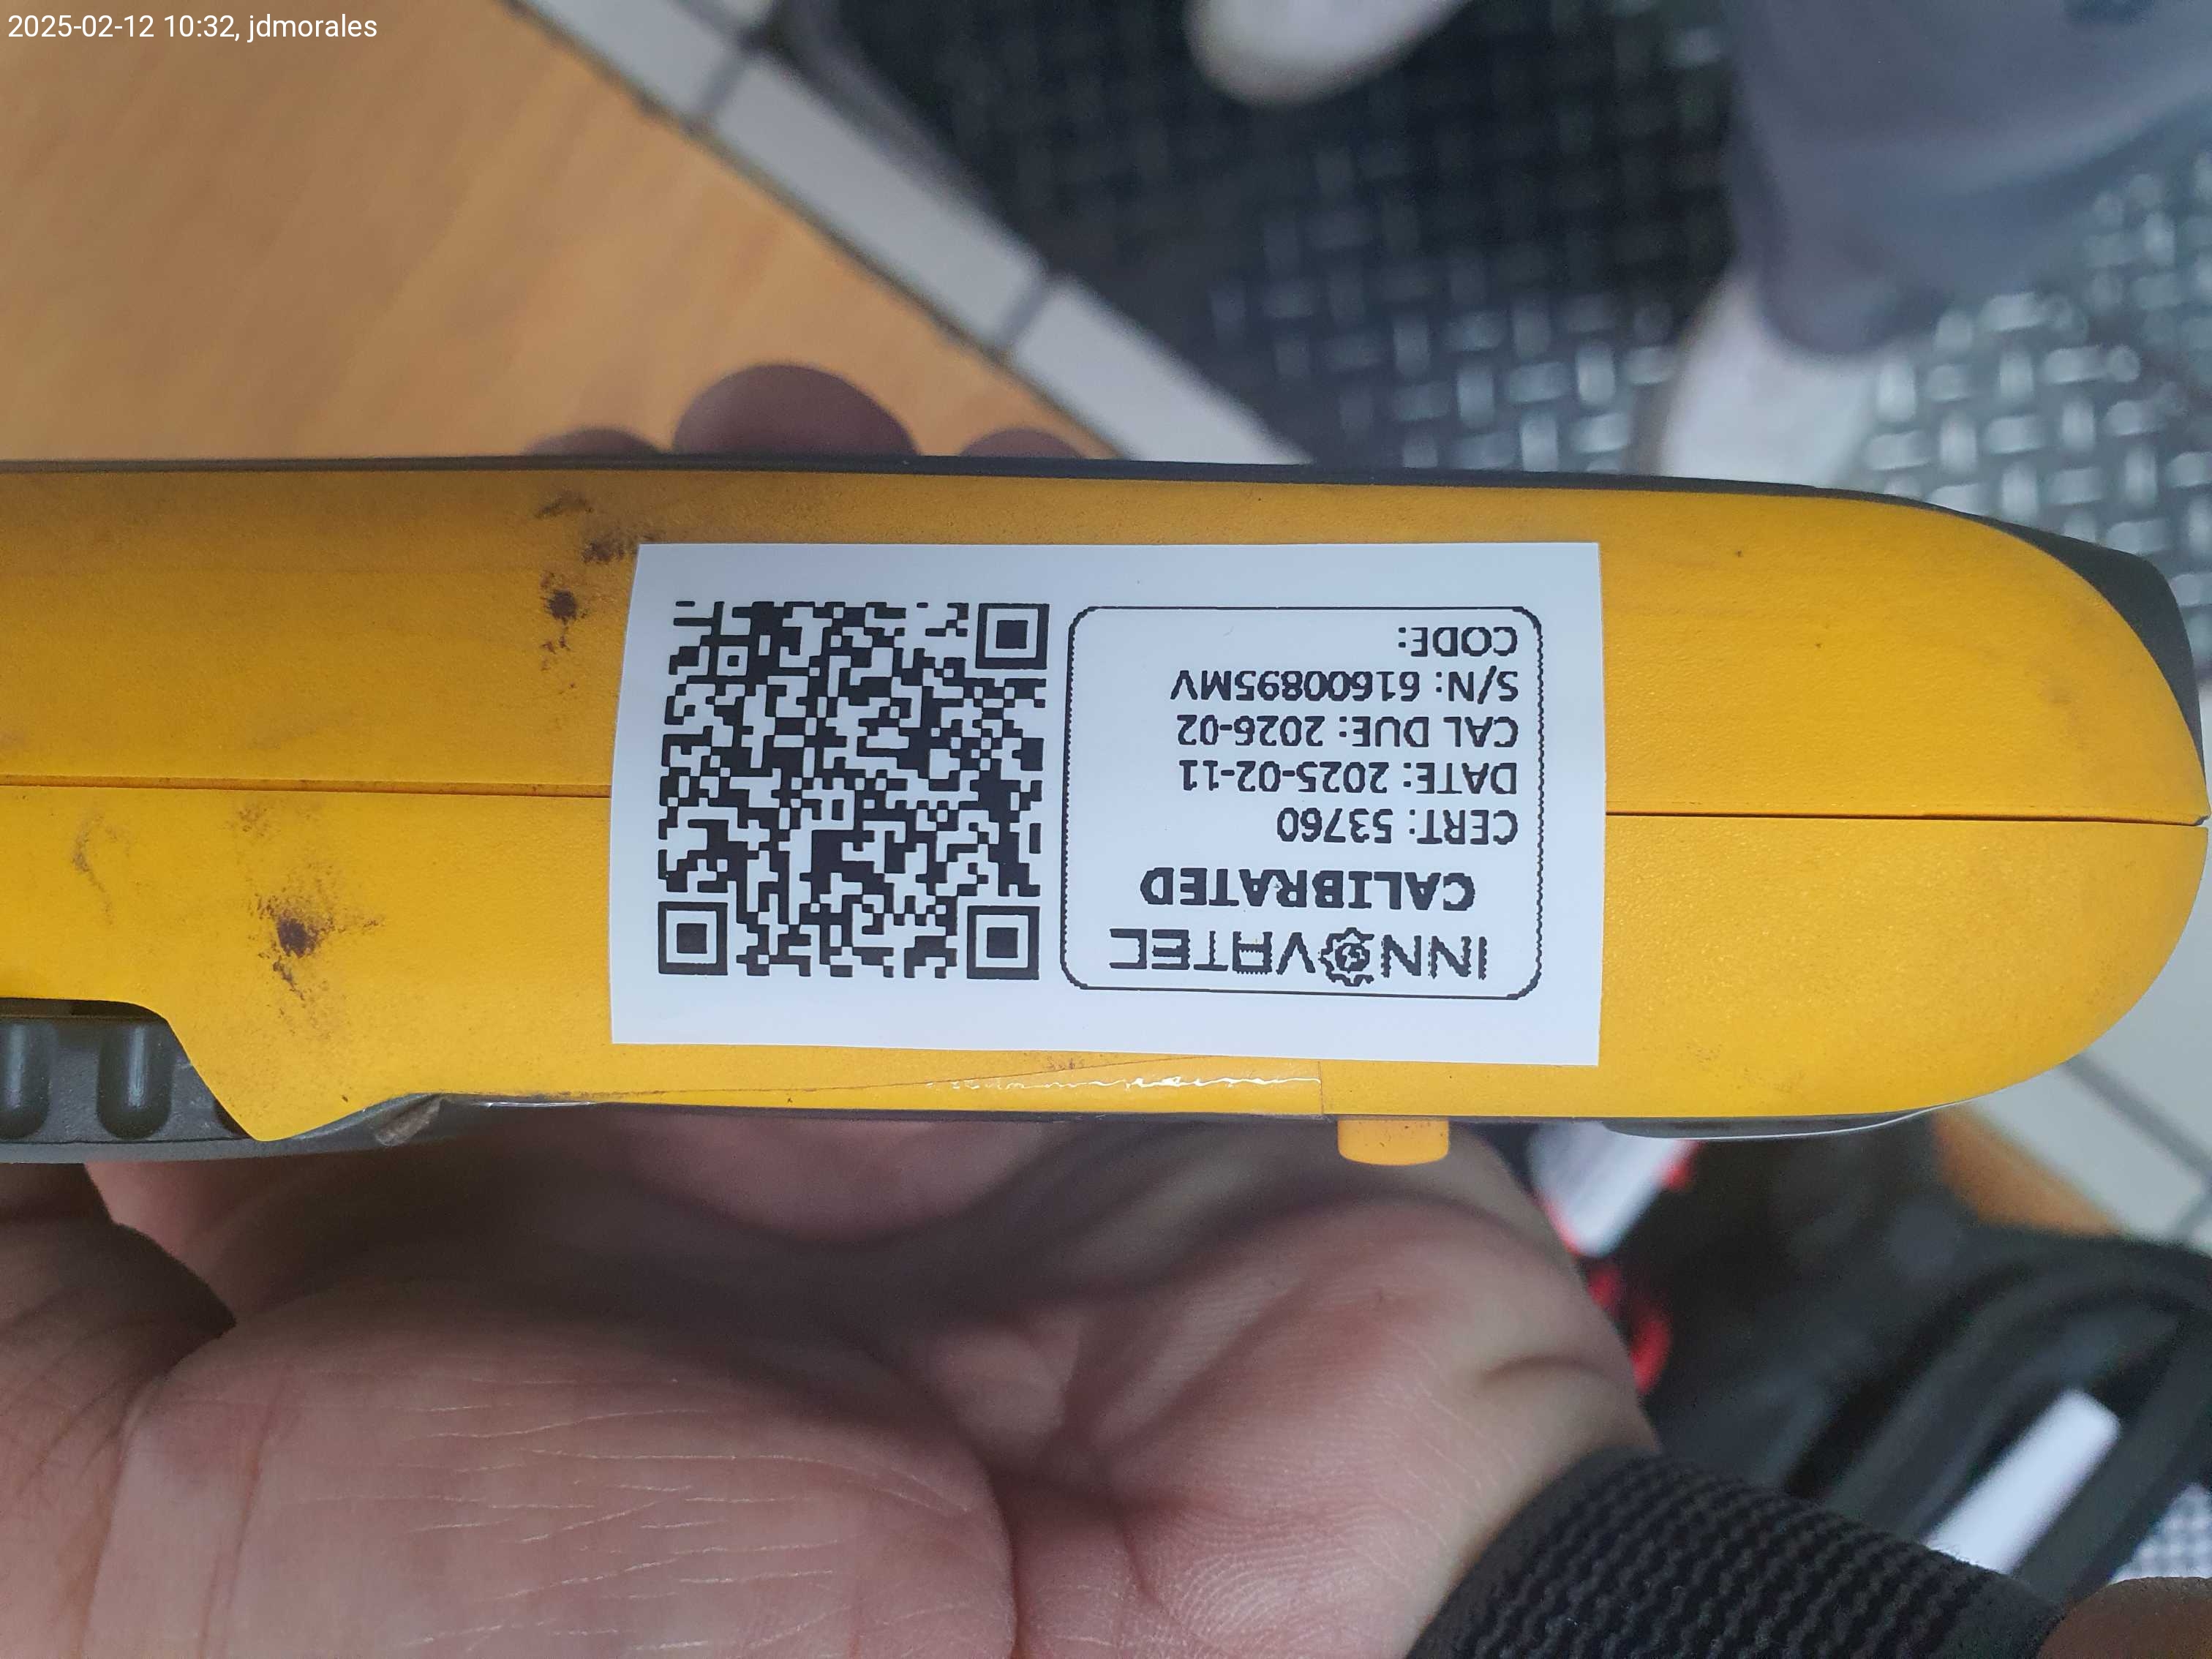 2025-02-12 10:32, jdmorales
INNOVATEC
CALIBRATED
CERT: 53760
DATE: 2025-02-11
CAL DUE: 2026-02
S/N: 61600895MV
CODE: